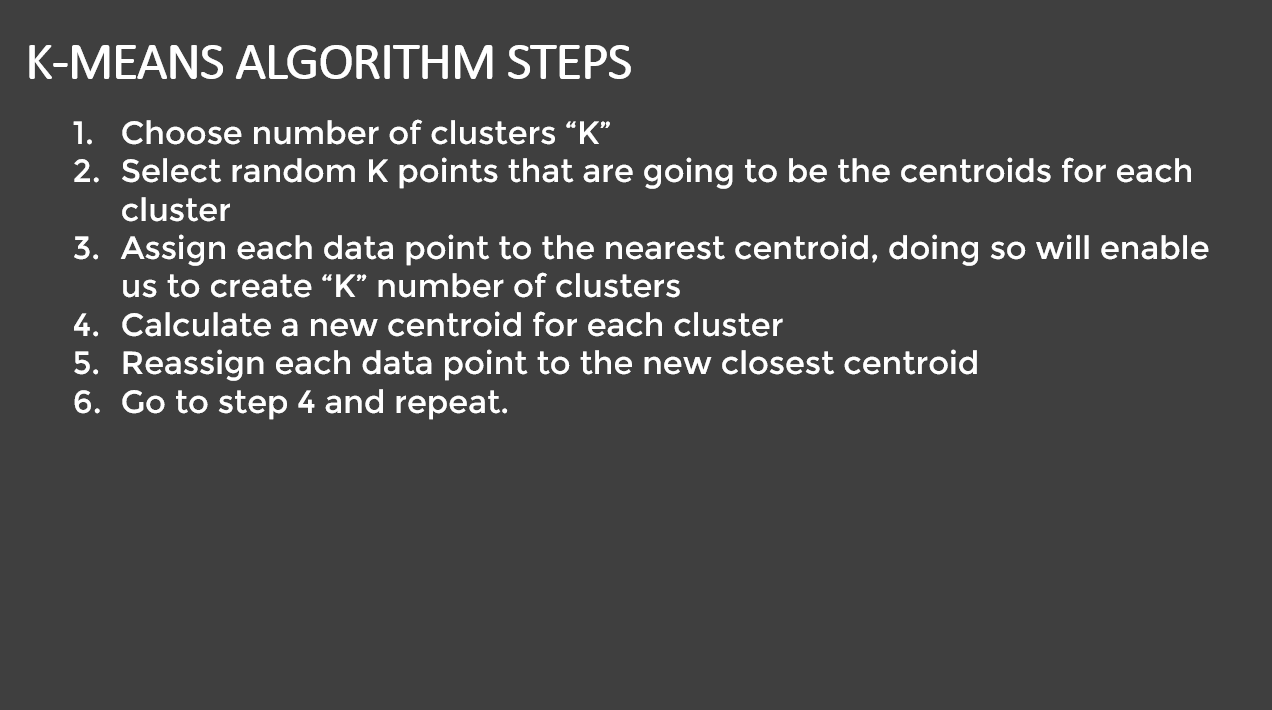 K-MEANS ALGORITHM STEPS
1. Choose number of clusters “K”
2. Select random K points that are going to be the centroids for each
cluster
3. Assign each data point to the nearest centroid, doing so will enable
us to create “K” number of clusters
4. Calculate a new centroid for each cluster
5. Reassign each data point to the new closest centroid
6. Go to step 4 and repeat.